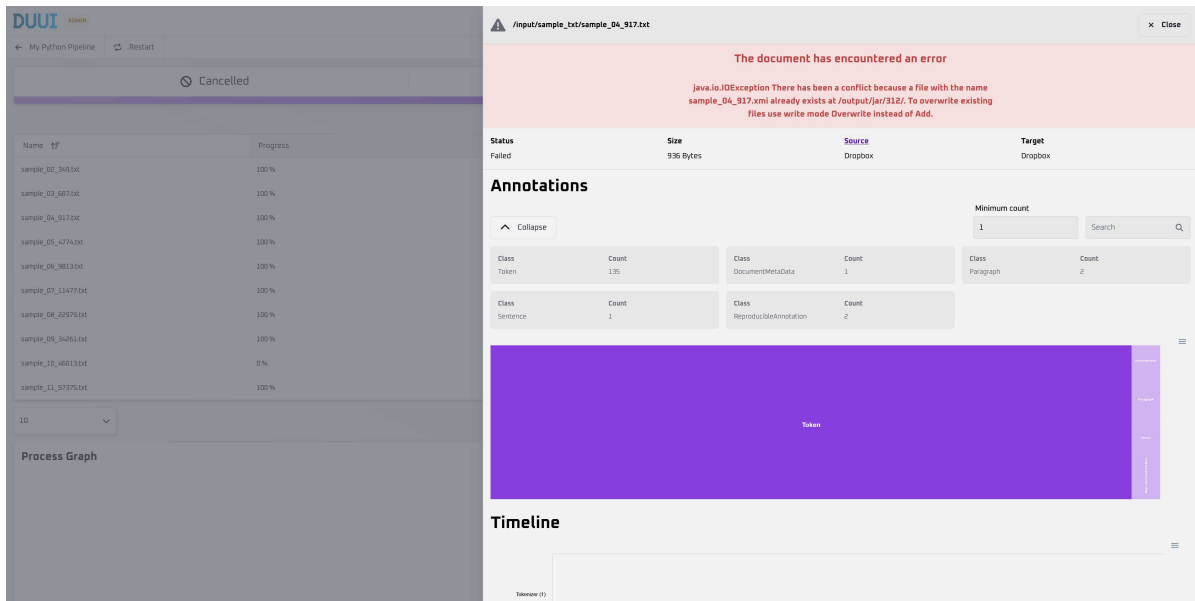 DUUI ADMIN
My Python Pipeline Restart
Cancelled
Name Progress
sample_02_349.txt 100 %
sample_03_687.txt 100 %
sample_04_917.txt 100 %
sample_05_4774.txt 100 %
sample_06_9813.txt 100 %
sample_07_11477.txt 100 %
sample_08_22979.txt 100 %
sample_09_34261.txt 100 %
sample_10_46013.txt 0 %
sample_11_57375.txt 100 %
10
Process Graph
/input/sample_txt/sample_04_917.txt
Close
The document has encountered an error
java.io.IOException There has been a conflict because a file with the name
sample_04_917.xmi already exists at /output/jar/312/. To overwrite existing
files use write mode Overwrite instead of Add.
Status Size Source Target
Failed 936 Bytes Dropbox Dropbox
Annotations
Minimum count
Collapse 1 Search
Class Count Class Count Class Count
Token 135 DocumentMetaData 1 Paragraph 2
Class Count Class Count
Sentence 1 ReproducibleAnnotation 2
Paragraph
Token
Timeline
Tokenizer (1)